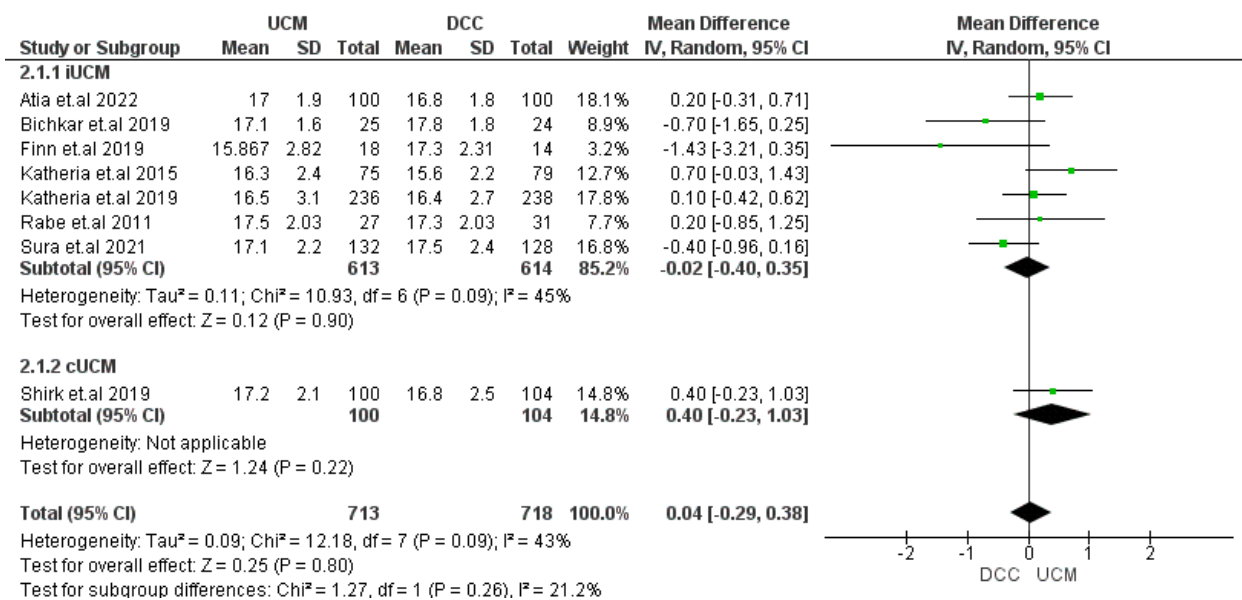 UCM DCC Mean Difference Mean Difference
Study or Subgroup Mean SD Total Mean SD Total Weight IV, Random, 95% CI IV, Random, 95% CI
2.1.1 iUCM
Atia et.al 2022 17 1.9 100 16.8 1.8 100 18.1% 0.20 [-0.31, 0.71]
Bichkar et.al 2019 17.1 1.6 25 17.8 1.8 24 8.9% -0.70 [-1.65, 0.25]
Finn et.al 2019 15.867 2.82 18 17.3 2.31 14 3.2% -1.43 [-3.21, 0.35]
Katheria et.al 2015 16.3 2.4 75 15.6 2.2 79 12.7% 0.70 [-0.03, 1.43]
Katheria et.al 2019 16.5 3.1 236 16.4 2.7 238 17.8% 0.10 [-0.42, 0.62]
Rabe et.al 2011 17.5 2.03 27 17.3 2.03 31 7.7% 0.20 [-0.85, 1.25]
Sura et.al 2021 17.1 2.2 132 17.5 2.4 128 16.8% -0.40 [-0.96, 0.16]
Subtotal (95% CI) 613 614 85.2% -0.02 [-0.40, 0.35]
Heterogeneity: Tau² = 0.11; Chi² = 10.93, df = 6 (P = 0.09); I² = 45%
Test for overall effect: Z = 0.12 (P = 0.90)
2.1.2 cUCM
Shirk et.al 2019 17.2 2.1 100 16.8 2.5 104 14.8% 0.40 [-0.23, 1.03]
Subtotal (95% CI) 100 104 14.8% 0.40 [-0.23, 1.03]
Heterogeneity: Not applicable
Test for overall effect: Z = 1.24 (P = 0.22)
Total (95% CI) 713 718 100.0% 0.04 [-0.29, 0.38]
Heterogeneity: Tau² = 0.09; Chi² = 12.18, df = 7 (P = 0.09); I² = 43%
Test for overall effect: Z = 0.25 (P = 0.80)
Test for subgroup differences: Chi² = 1.27, df = 1 (P = 0.26), I² = 21.2%
-2 -1 0 1 2
DCC UCM